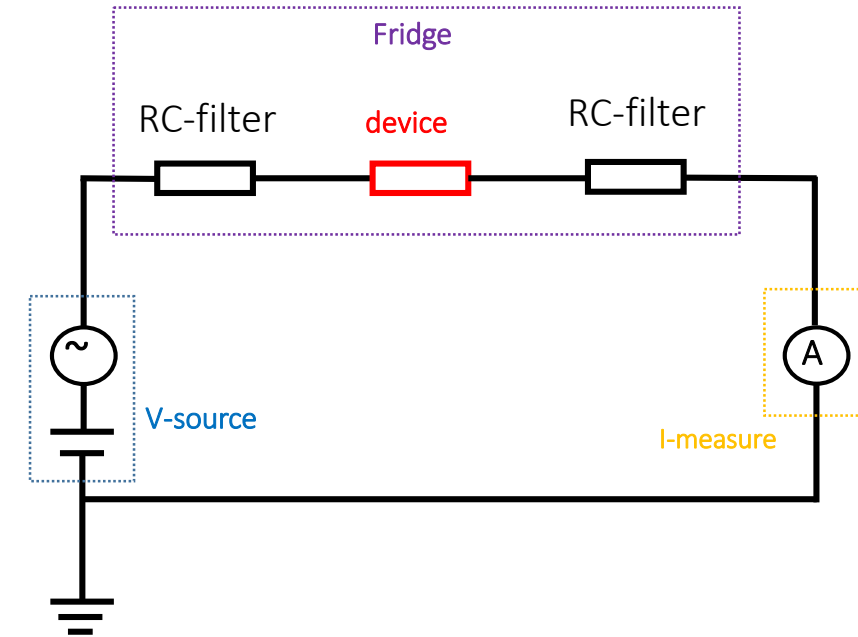 Fridge
RC-filter
device
RC-filter
~
V-source
A
I-measure